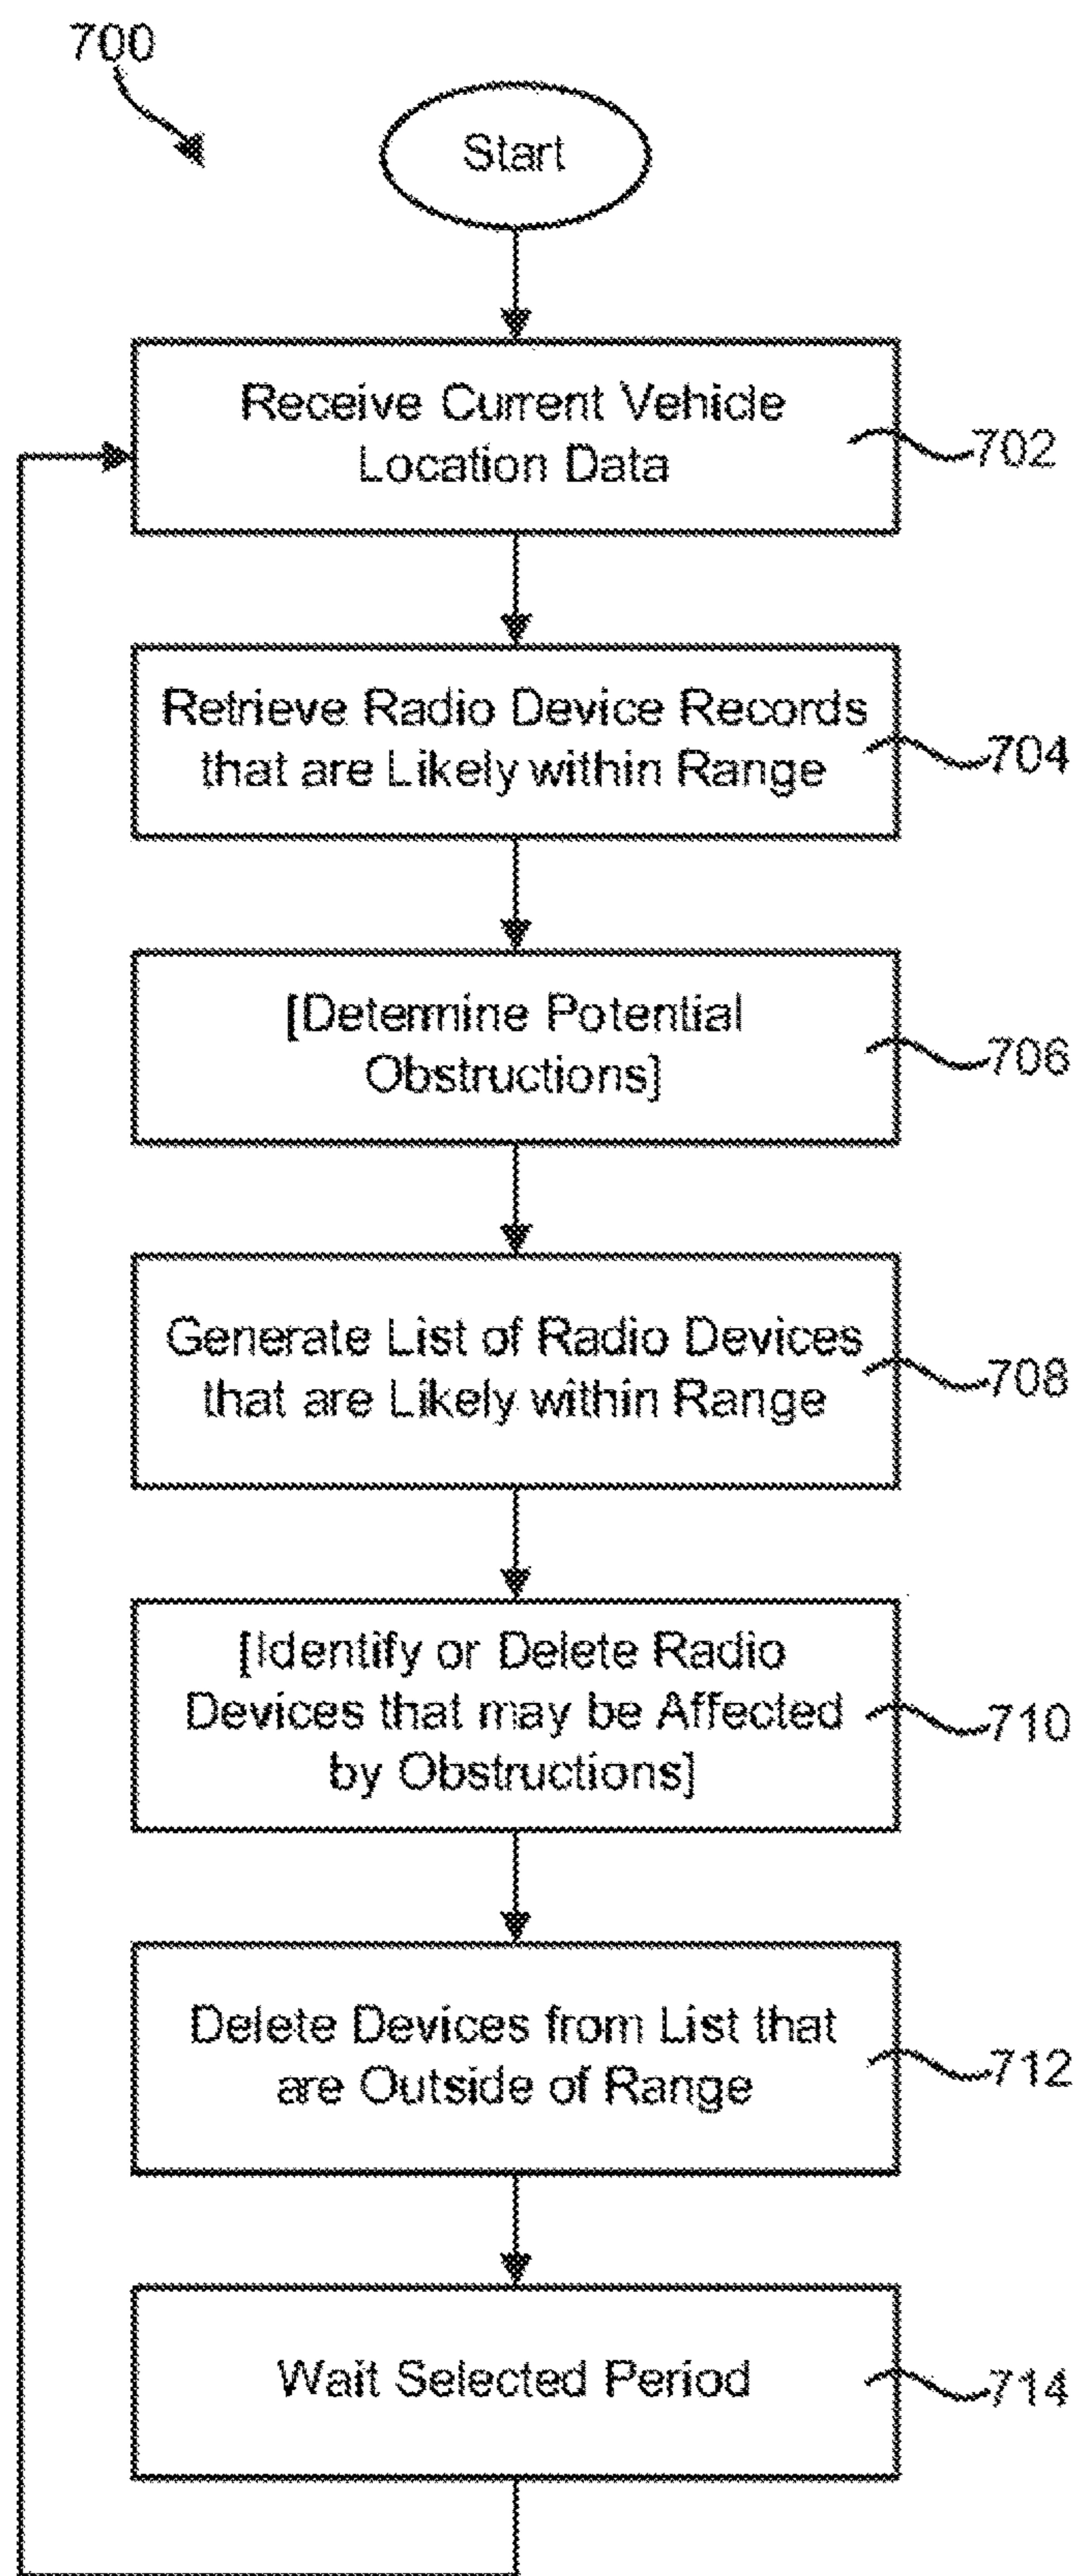 700
Start
Receive Current Vehicle
Location Data
702
Retrieve Radio Device Records
that are Likely within Range
704
[Determine Potential
Obstructions]
706
Generate List of Radio Devices
that are Likely within Range
708
[Identify or Delete Radio
Devices that may be Affected
by Obstructions]
710
Delete Devices from List that
are Outside of Range
712
Wait Selected Period
714